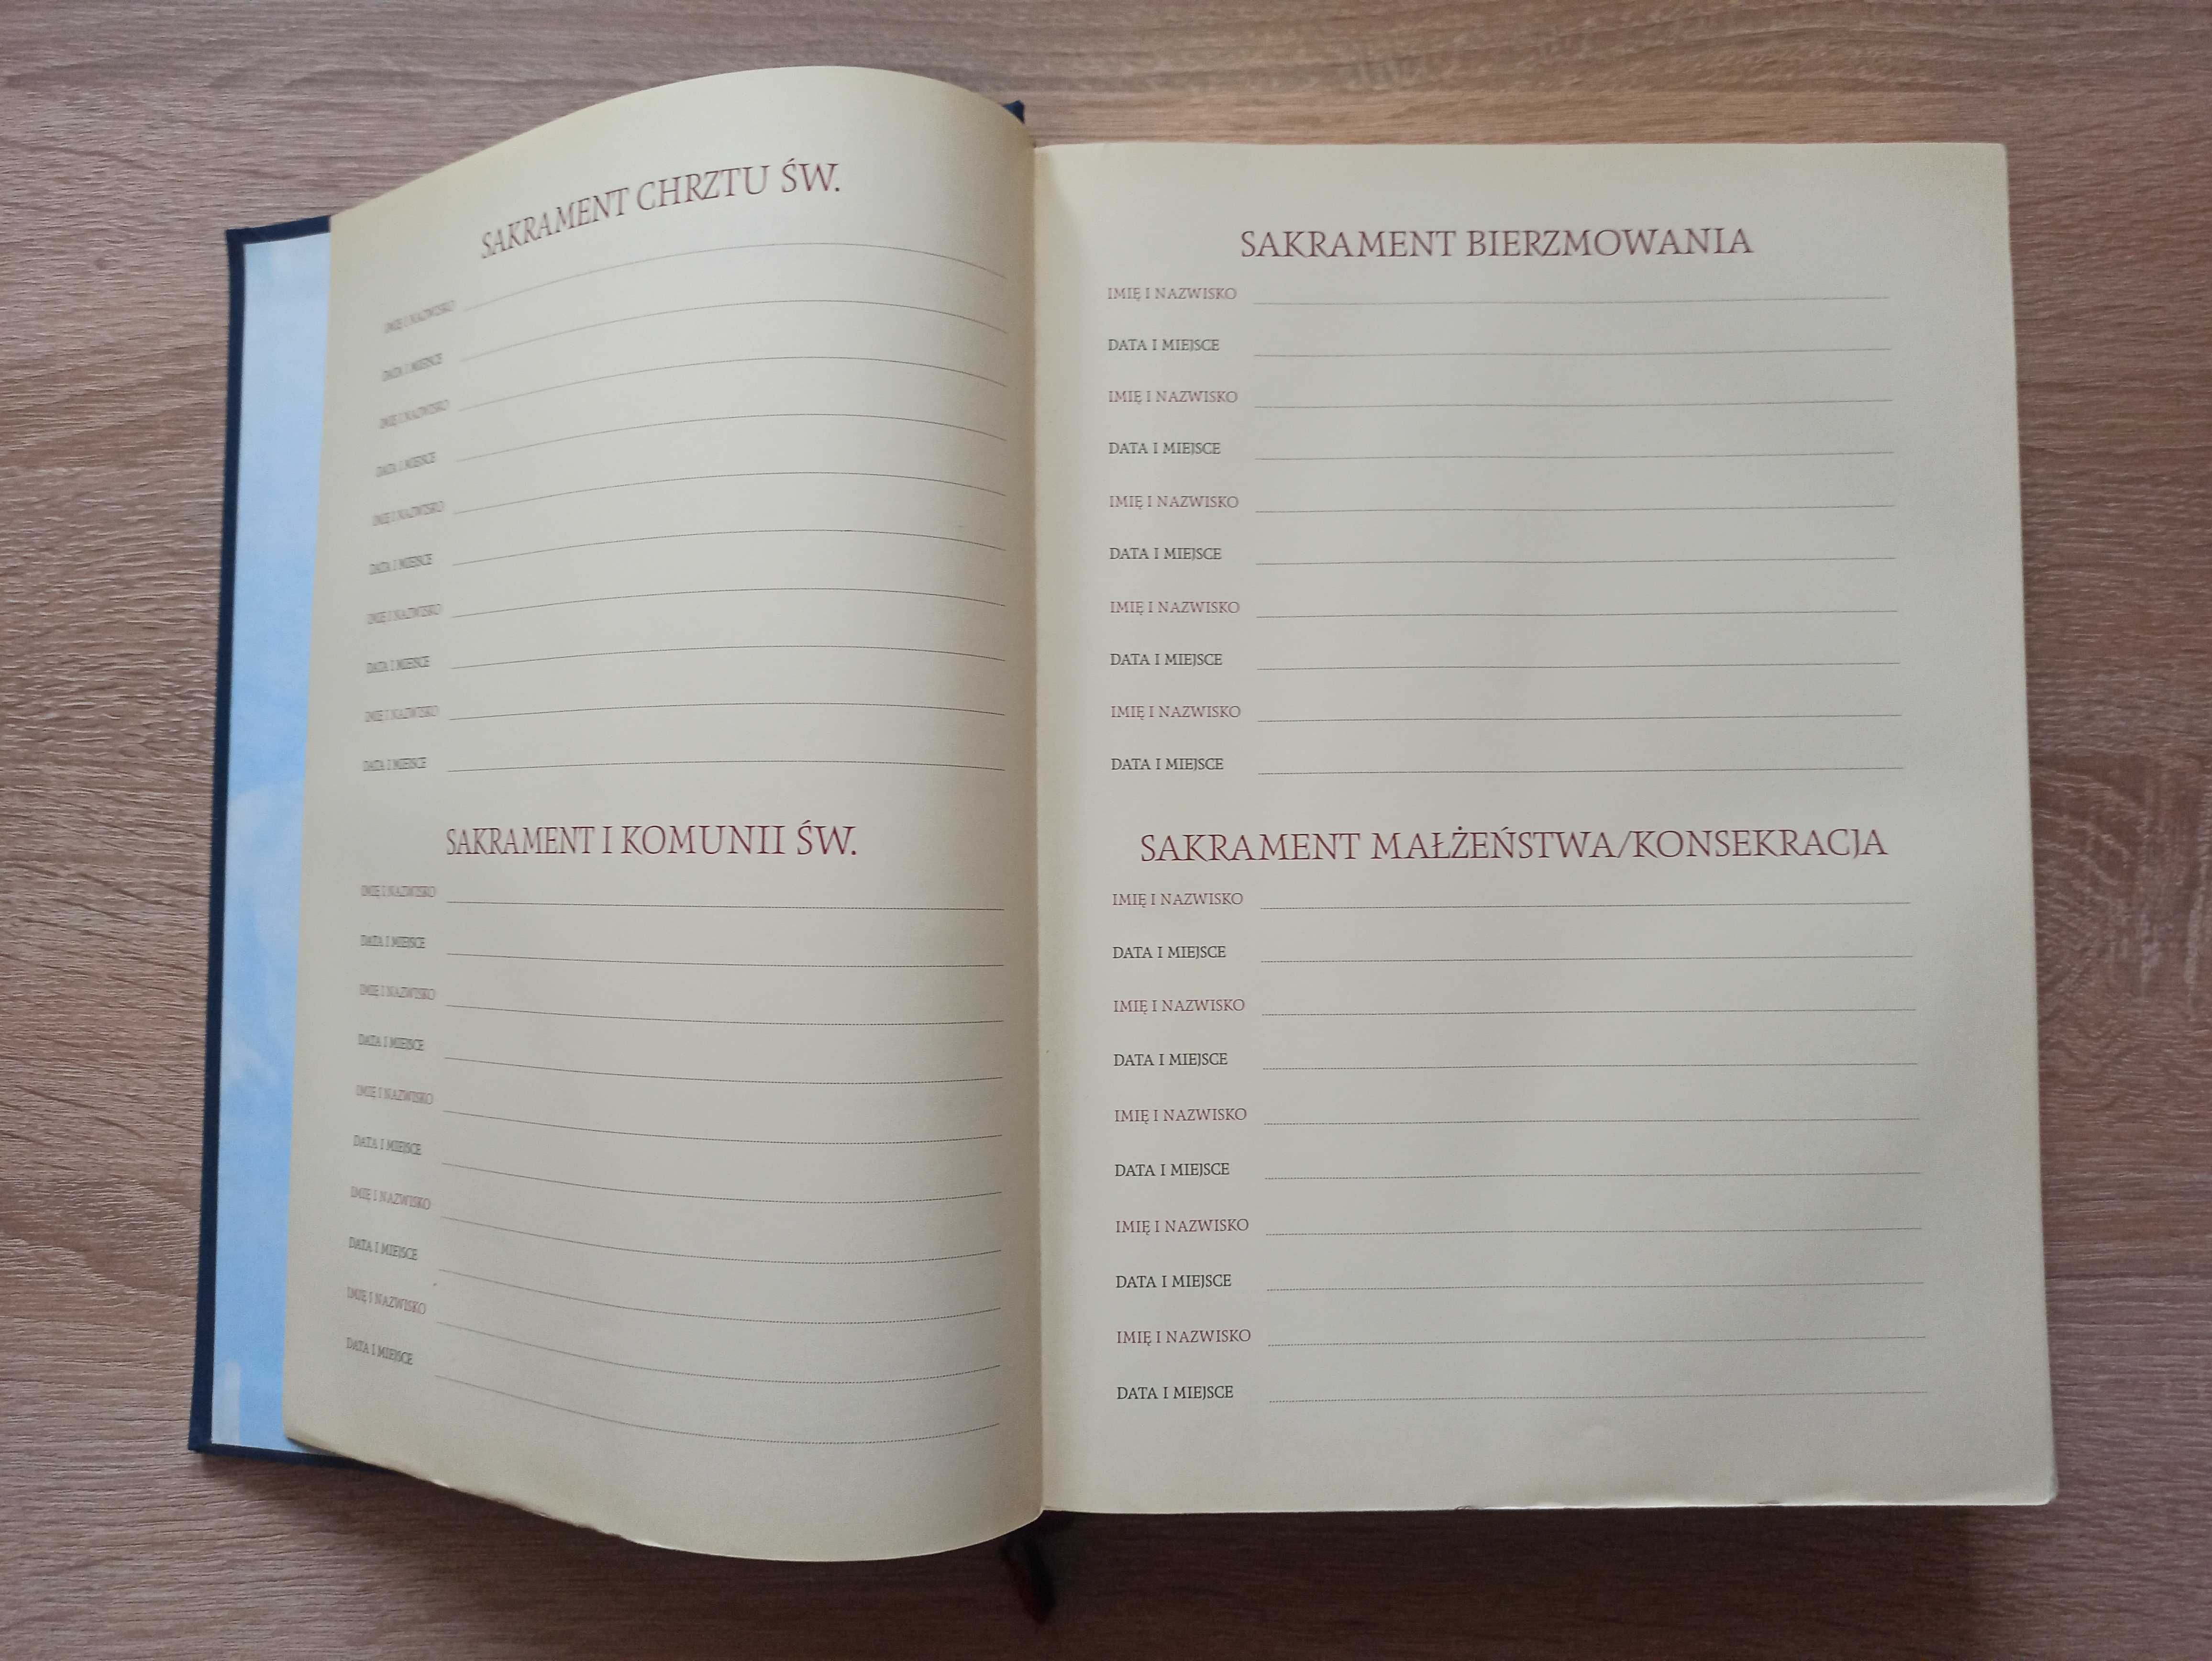 SAKRAMENT CHRZTU ŚW.
IMIĘ I NAZWISKO
DATA I MIEJSCE
IMIĘ I NAZWISKO
DATA I MIEJSCE
IMIĘ I NAZWISKO
DATA I MIEJSCE
IMIĘ I NAZWISKO
DATA I MIEJSCE
IMIĘ I NAZWISKO
DATA I MIEJSCE
SAKRAMENT I KOMUNII ŚW.
IMIĘ I NAZWISKO
DATA I MIEJSCE
IMIĘ I NAZWISKO
DATA I MIEJSCE
IMIĘ I NAZWISKO
DATA I MIEJSCE
IMIĘ I NAZWISKO
DATA I MIEJSCE
IMIĘ I NAZWISKO
DATA I MIEJSCE
SAKRAMENT BIERZMOWANIA
IMIĘ I NAZWISKO
DATA I MIEJSCE
IMIĘ I NAZWISKO
DATA I MIEJSCE
IMIĘ I NAZWISKO
DATA I MIEJSCE
IMIĘ I NAZWISKO
DATA I MIEJSCE
IMIĘ I NAZWISKO
DATA I MIEJSCE
SAKRAMENT MAŁŻEŃSTWA/KONSEKRACJA
IMIĘ I NAZWISKO
DATA I MIEJSCE
IMIĘ I NAZWISKO
DATA I MIEJSCE
IMIĘ I NAZWISKO
DATA I MIEJSCE
IMIĘ I NAZWISKO
DATA I MIEJSCE
IMIĘ I NAZWISKO
DATA I MIEJSCE